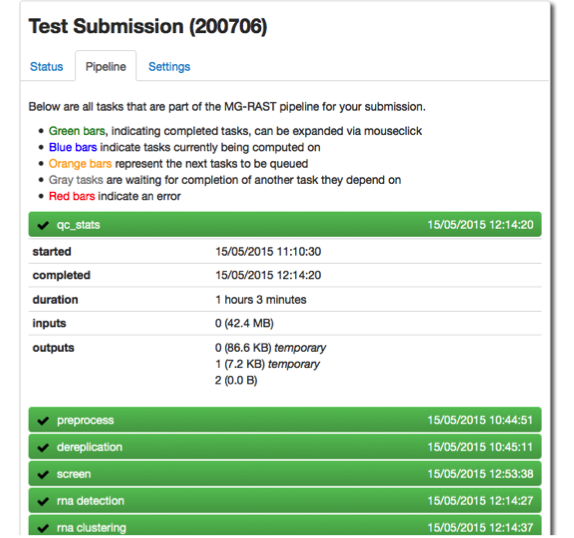 Test Submission (200706)
Status Pipeline Settings
Below are all tasks that are part of the MG-RAST pipeline for your submission.
• Green bars, indicating completed tasks, can be expanded via mouseclick
• Blue bars indicate tasks currently being computed on
• Orange bars represent the next tasks to be queued
• Gray tasks are waiting for completion of another task they depend on
• Red bars indicate an error
✔ qc_stats 15/05/2015 12:14:20
started 15/05/2015 11:10:30
completed 15/05/2015 12:14:20
duration 1 hours 3 minutes
inputs 0 (42.4 MB)
outputs 0 (86.6 KB) temporary
1 (7.2 KB) temporary
2 (0.0 B)
✔ preprocess 15/05/2015 10:44:51
✔ dereplication 15/05/2015 10:45:11
✔ screen 15/05/2015 12:53:38
✔ rna detection 15/05/2015 12:14:27
✔ rna clustering 15/05/2015 12:14:37